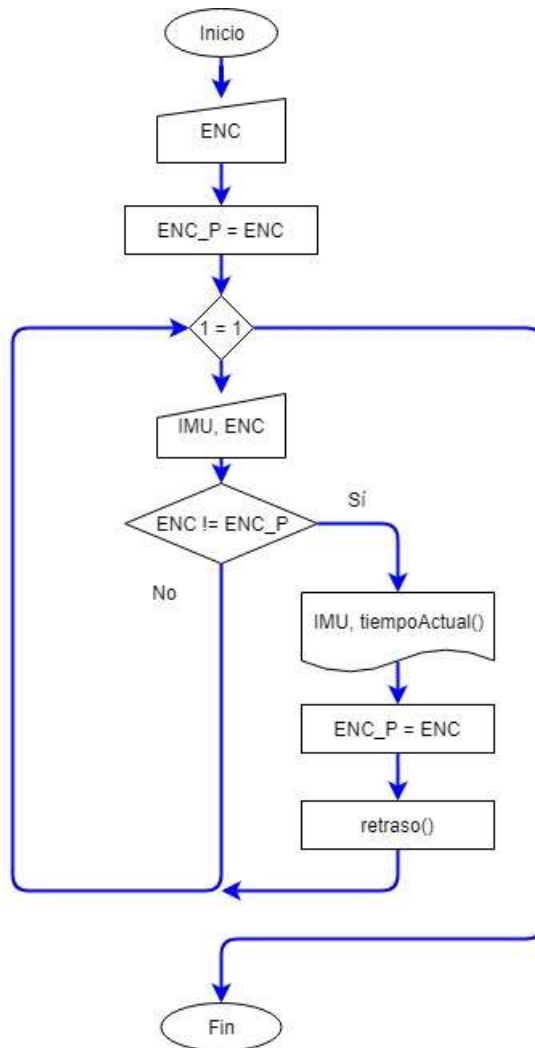 Inicio
ENC
ENC_P = ENC
1 = 1
IMU, ENC
ENC != ENC_P
Sí
No
IMU, tiempoActual()
ENC_P = ENC
retraso()
Fin